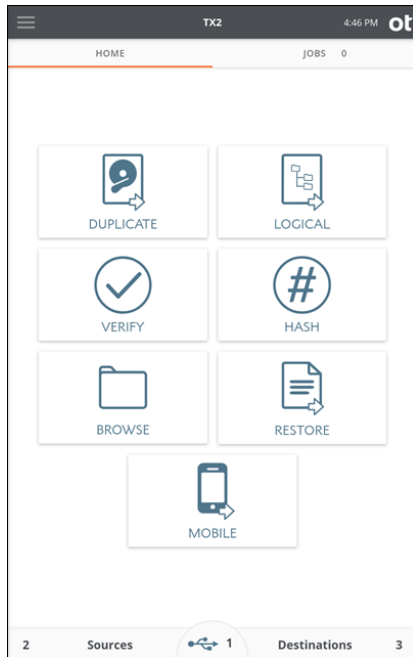 TX2 4:46 PM ot
HOME JOBS 0
DUPLICATE LOGICAL
VERIFY # HASH
BROWSE RESTORE
MOBILE
2 Sources 1 Destinations 3